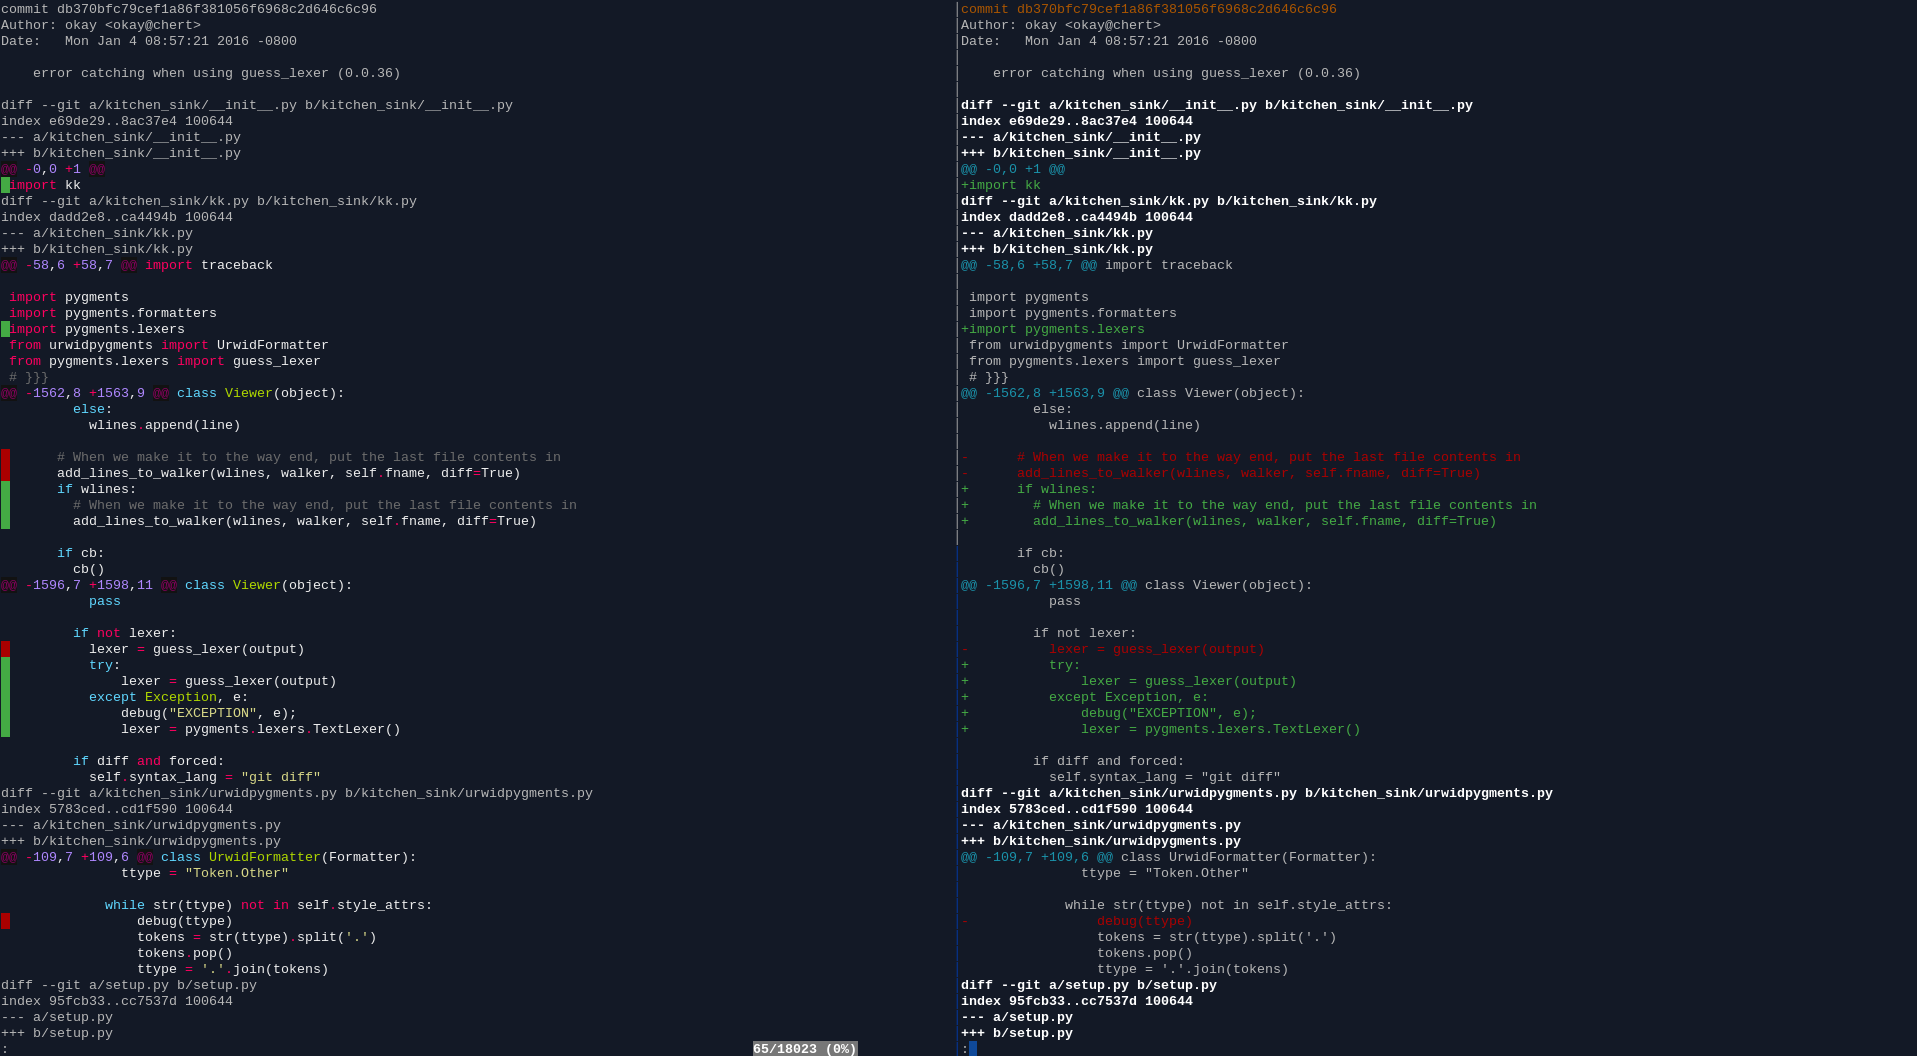 commit db370bfc79cef1a86f381056f6968c2d646c6c96
Author: okay <okay@chert>
Date:   Mon Jan 4 08:57:21 2016 -0800
    error catching when using guess_lexer (0.0.36)
diff --git a/kitchen_sink/__init__.py b/kitchen_sink/__init__.py
index e69de29..8ac37e4 100644
--- a/kitchen_sink/__init__.py
+++ b/kitchen_sink/__init__.py
@@ -0,0 +1 @@
 import kk
diff --git a/kitchen_sink/kk.py b/kitchen_sink/kk.py
index dadd2e8..ca4494b 100644
--- a/kitchen_sink/kk.py
+++ b/kitchen_sink/kk.py
@@ -58,6 +58,7 @@ import traceback
 import pygments
 import pygments.formatters
 import pygments.lexers
 from urwidpygments import UrwidFormatter
 from pygments.lexers import guess_lexer
 # }}}
@@ -1562,8 +1563,9 @@ class Viewer(object):
         else:
           wlines.append(line)
       # When we make it to the way end, put the last file contents in
       add_lines_to_walker(wlines, walker, self.fname, diff=True)
       if wlines:
         # When we make it to the way end, put the last file contents in
         add_lines_to_walker(wlines, walker, self.fname, diff=True)
       if cb:
         cb()
@@ -1596,7 +1598,11 @@ class Viewer(object):
           pass
         if not lexer:
           lexer = guess_lexer(output)
           try:
               lexer = guess_lexer(output)
           except Exception, e:
               debug("EXCEPTION", e);
               lexer = pygments.lexers.TextLexer()
         if diff and forced:
           self.syntax_lang = "git diff"
diff --git a/kitchen_sink/urwidpygments.py b/kitchen_sink/urwidpygments.py
index 5783ced..cd1f590 100644
--- a/kitchen_sink/urwidpygments.py
+++ b/kitchen_sink/urwidpygments.py
@@ -109,7 +109,6 @@ class UrwidFormatter(Formatter):
               ttype = "Token.Other"
             while str(ttype) not in self.style_attrs:
                 debug(ttype)
                 tokens = str(ttype).split('.')
                 tokens.pop()
                 ttype = '.'.join(tokens)
diff --git a/setup.py b/setup.py
index 95fcb33..cc7537d 100644
--- a/setup.py
+++ b/setup.py
: 65/18023 (0%)
commit db370bfc79cef1a86f381056f6968c2d646c6c96
Author: okay <okay@chert>
Date:   Mon Jan 4 08:57:21 2016 -0800
    error catching when using guess_lexer (0.0.36)
diff --git a/kitchen_sink/__init__.py b/kitchen_sink/__init__.py
index e69de29..8ac37e4 100644
--- a/kitchen_sink/__init__.py
+++ b/kitchen_sink/__init__.py
@@ -0,0 +1 @@
+import kk
diff --git a/kitchen_sink/kk.py b/kitchen_sink/kk.py
index dadd2e8..ca4494b 100644
--- a/kitchen_sink/kk.py
+++ b/kitchen_sink/kk.py
@@ -58,6 +58,7 @@ import traceback
 import pygments
 import pygments.formatters
+import pygments.lexers
 from urwidpygments import UrwidFormatter
 from pygments.lexers import guess_lexer
 # }}}
@@ -1562,8 +1563,9 @@ class Viewer(object):
         else:
           wlines.append(line)
-      # When we make it to the way end, put the last file contents in
-      add_lines_to_walker(wlines, walker, self.fname, diff=True)
+      if wlines:
+        # When we make it to the way end, put the last file contents in
+        add_lines_to_walker(wlines, walker, self.fname, diff=True)
       if cb:
         cb()
@@ -1596,7 +1598,11 @@ class Viewer(object):
           pass
         if not lexer:
-          lexer = guess_lexer(output)
+          try:
+              lexer = guess_lexer(output)
+          except Exception, e:
+              debug("EXCEPTION", e);
+              lexer = pygments.lexers.TextLexer()
         if diff and forced:
           self.syntax_lang = "git diff"
diff --git a/kitchen_sink/urwidpygments.py b/kitchen_sink/urwidpygments.py
index 5783ced..cd1f590 100644
--- a/kitchen_sink/urwidpygments.py
+++ b/kitchen_sink/urwidpygments.py
@@ -109,7 +109,6 @@ class UrwidFormatter(Formatter):
               ttype = "Token.Other"
             while str(ttype) not in self.style_attrs:
-                debug(ttype)
                 tokens = str(ttype).split('.')
                 tokens.pop()
                 ttype = '.'.join(tokens)
diff --git a/setup.py b/setup.py
index 95fcb33..cc7537d 100644
--- a/setup.py
+++ b/setup.py
: